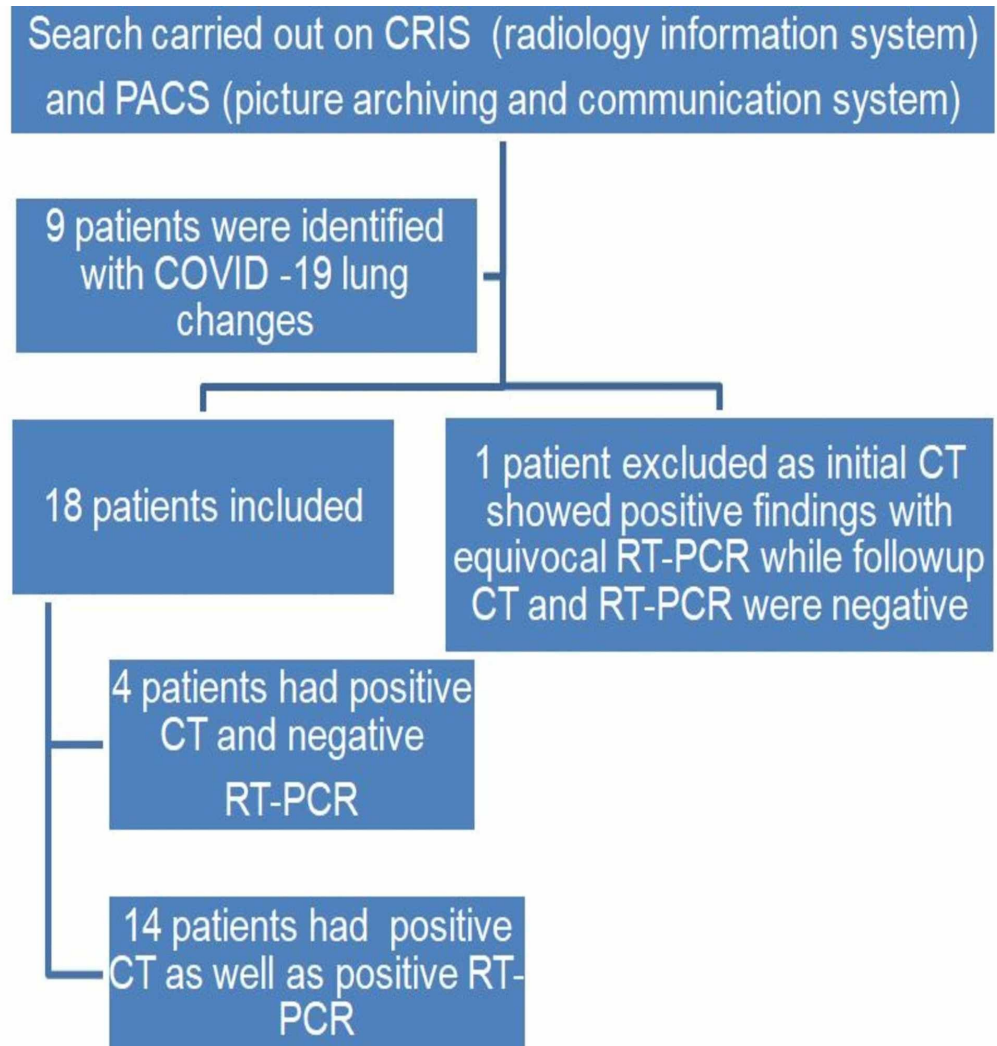 Search carried out on CRIS (radiology information system)
and PACS (picture archiving and communication system)
9 patients were identified
with COVID -19 lung
changes
18 patients included
1 patient excluded as initial CT
showed positive findings with
equivocal RT-PCR while followup
CT and RT-PCR were negative
4 patients had positive
CT and negative
RT-PCR
14 patients had positive
CT as well as positive RT-
PCR